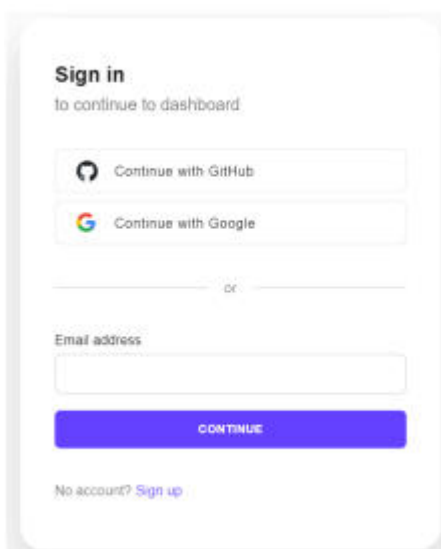 Sign in
to continue to dashboard
Continue with GitHub
Continue with Google
or
Email address
CONTINUE
No account? Sign up